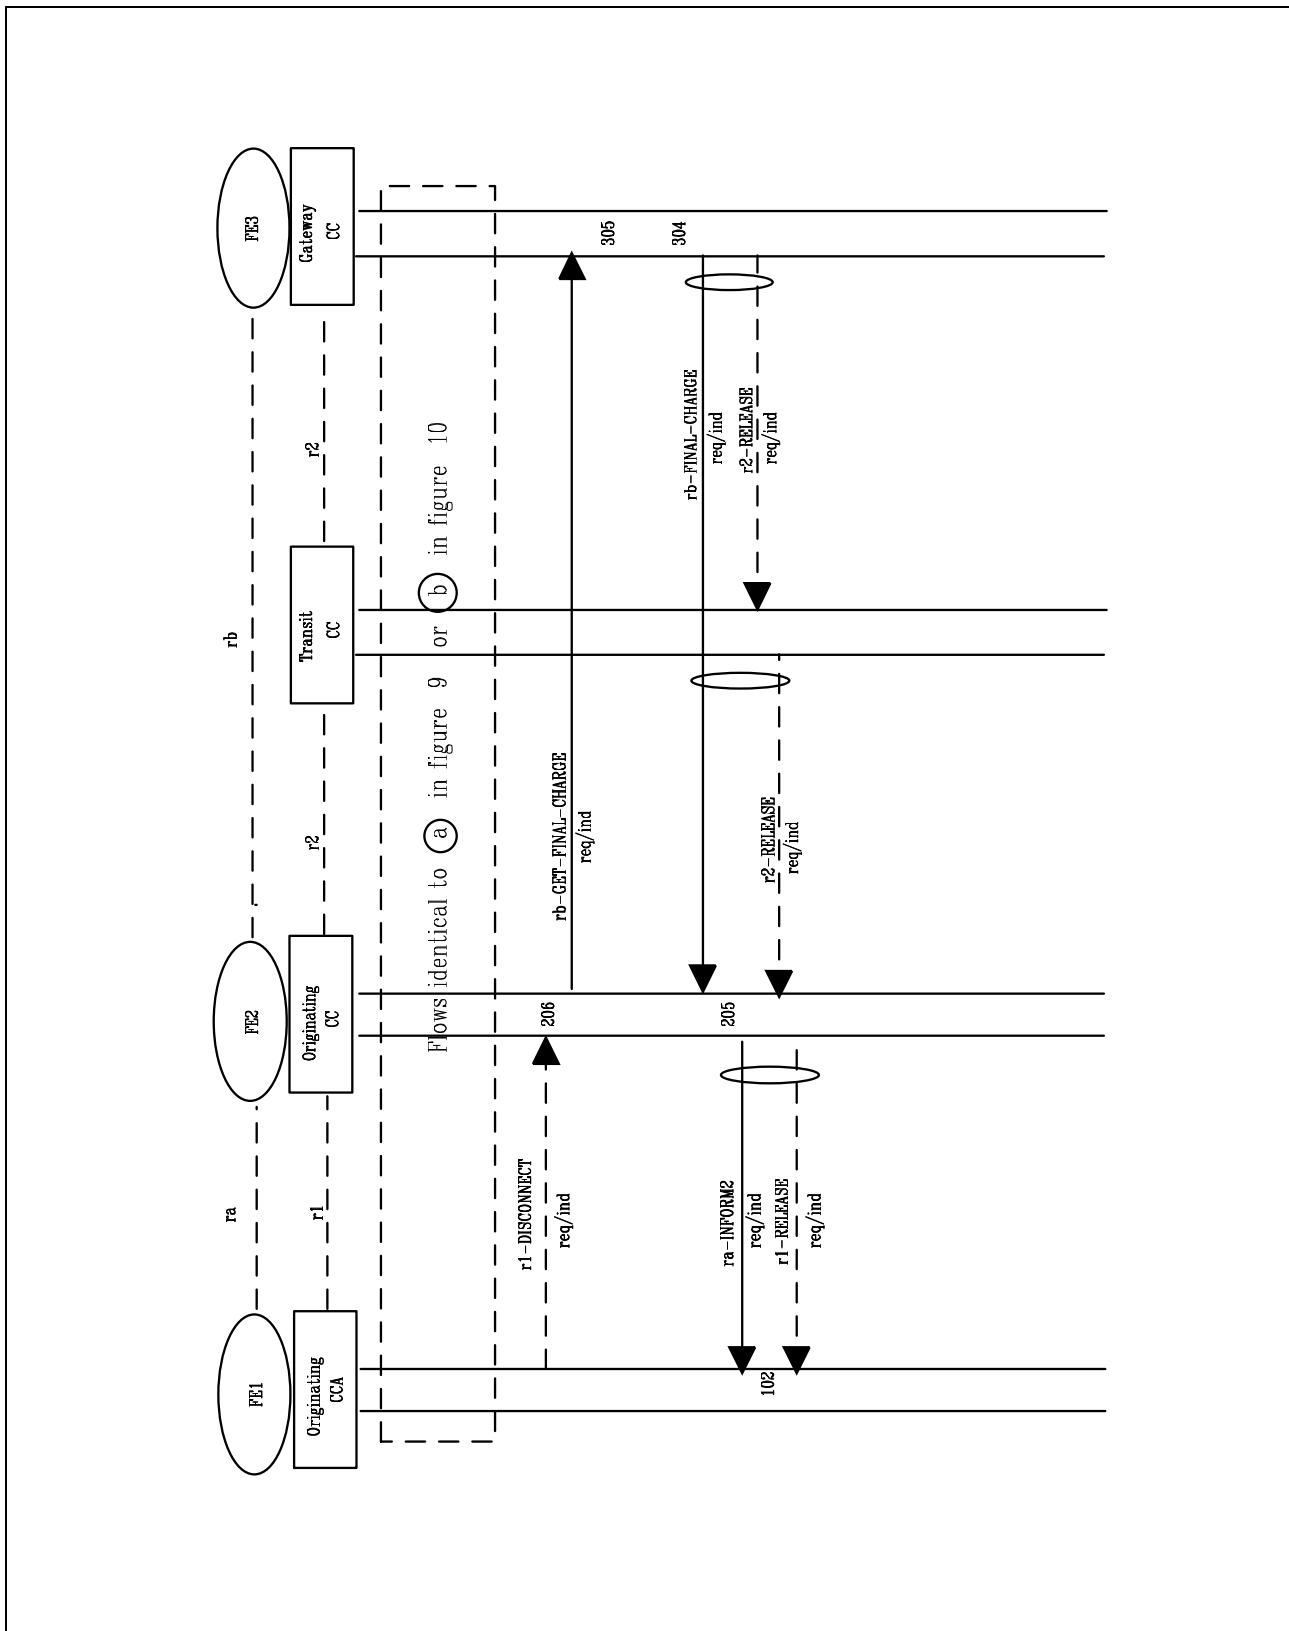 FE1
FE2
FE3
ra
rb
Originating
CCA
Originating
CC
Transit
CC
Gateway
CC
r1
r2
r2
Flows identical to a in figure 9 or b in figure 10
r1-DISCONNECT
req/ind
206
rb-GET-FINAL-CHARGE
req/ind
305
304
rb-FINAL-CHARGE
req/ind
r2-RELEASE
req/ind
r2-RELEASE
req/ind
205
ra-INFORM2
req/ind
r1-RELEASE
req/ind
102